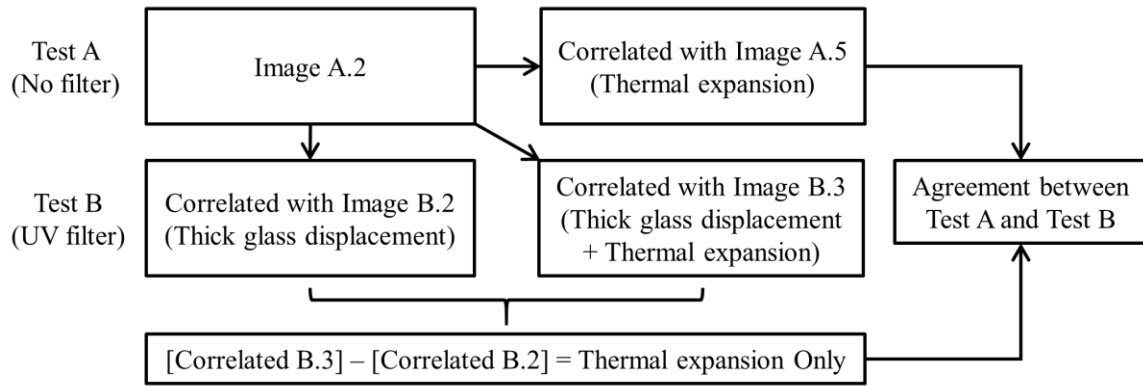 Test A
(No filter)
Image A.2
Correlated with Image A.5
(Thermal expansion)
Test B
(UV filter)
Correlated with Image B.2
(Thick glass displacement)
Correlated with Image B.3
(Thick glass displacement
+ Thermal expansion)
Agreement between
Test A and Test B
[Correlated B.3] – [Correlated B.2] = Thermal expansion Only